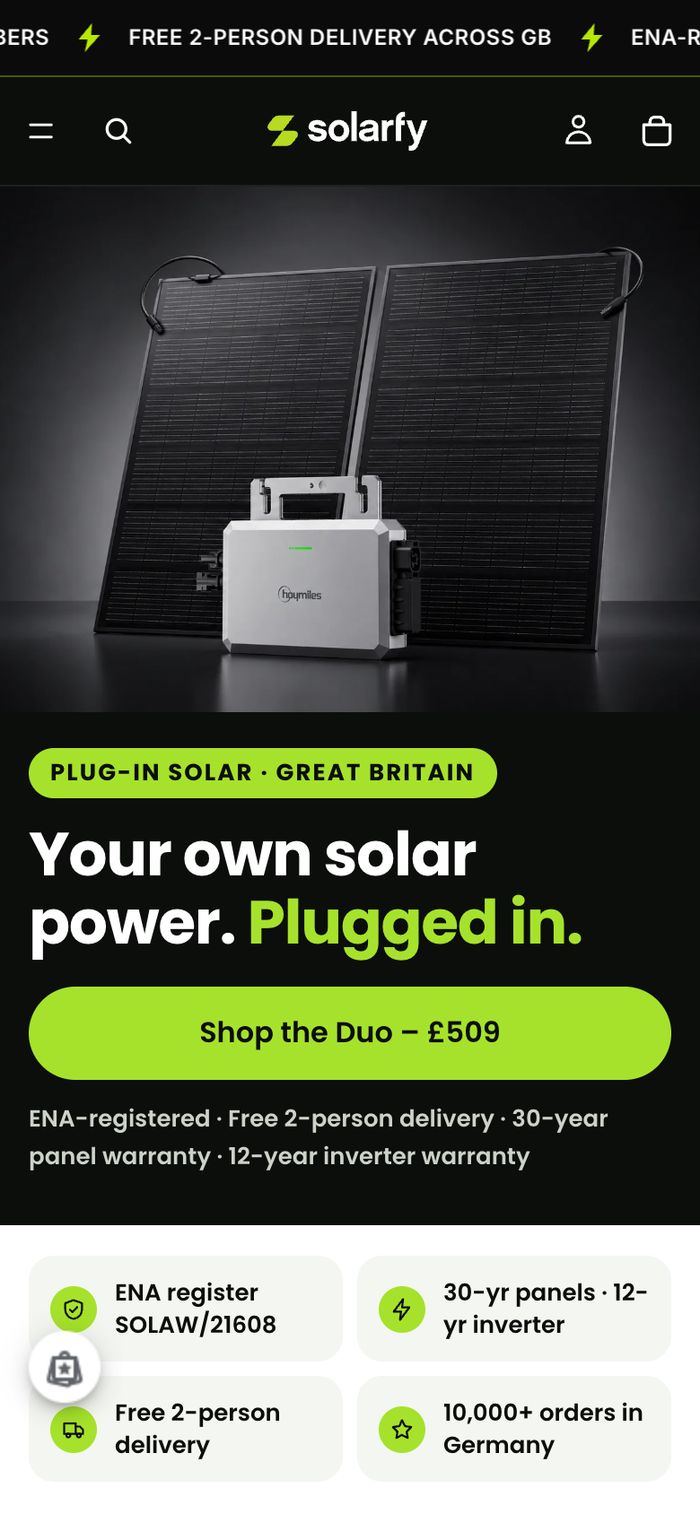 BERS ⚡ FREE 2-PERSON DELIVERY ACROSS GB ⚡ ENA-R
solarfy
hoymiles
PLUG-IN SOLAR · GREAT BRITAIN
Your own solar
power. Plugged in.
Shop the Duo – £509
ENA-registered · Free 2-person delivery · 30-year
panel warranty · 12-year inverter warranty
ENA register
SOLAW/21608
30-yr panels · 12-
yr inverter
Free 2-person
delivery
10,000+ orders in
Germany